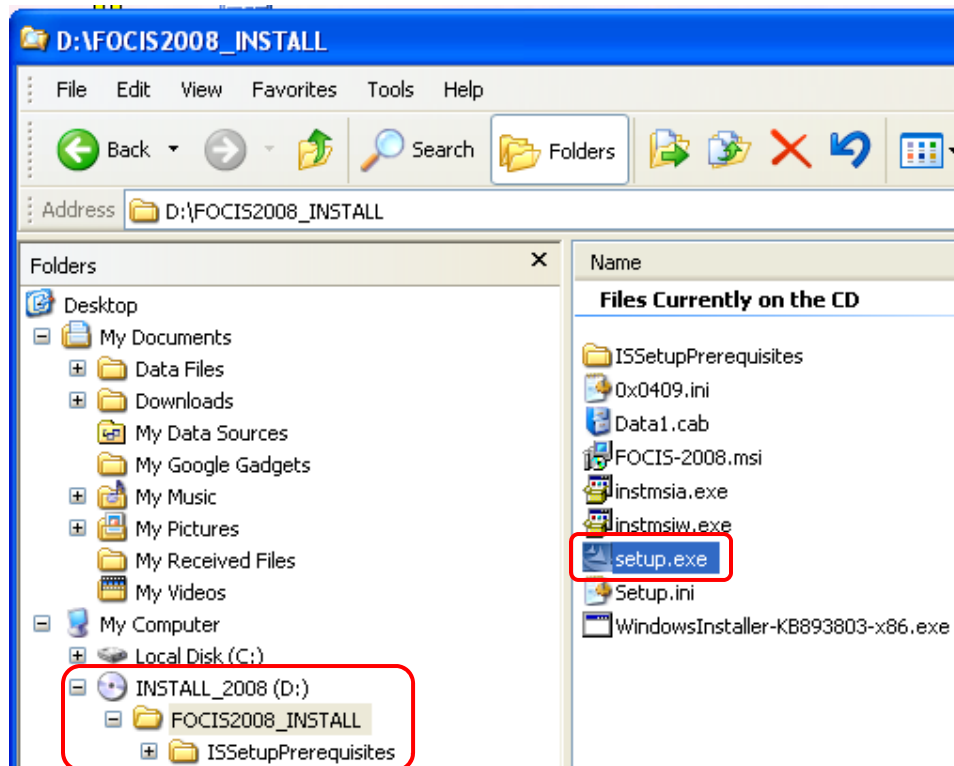 D:\FOCIS2008_INSTALL
File Edit View Favorites Tools Help
Back Search Folders
Address D:\FOCIS2008_INSTALL
Folders
Desktop
My Documents
Data Files
Downloads
My Data Sources
My Google Gadgets
My Music
My Pictures
My Received Files
My Videos
My Computer
Local Disk (C:)
INSTALL_2008 (D:)
FOCIS2008_INSTALL
ISSetupPrerequisites
Name
Files Currently on the CD
ISSetupPrerequisites
0x0409.ini
Data1.cab
FOCIS-2008.msi
instmsia.exe
instmsiw.exe
setup.exe
Setup.ini
WindowsInstaller-KB893803-x86.exe